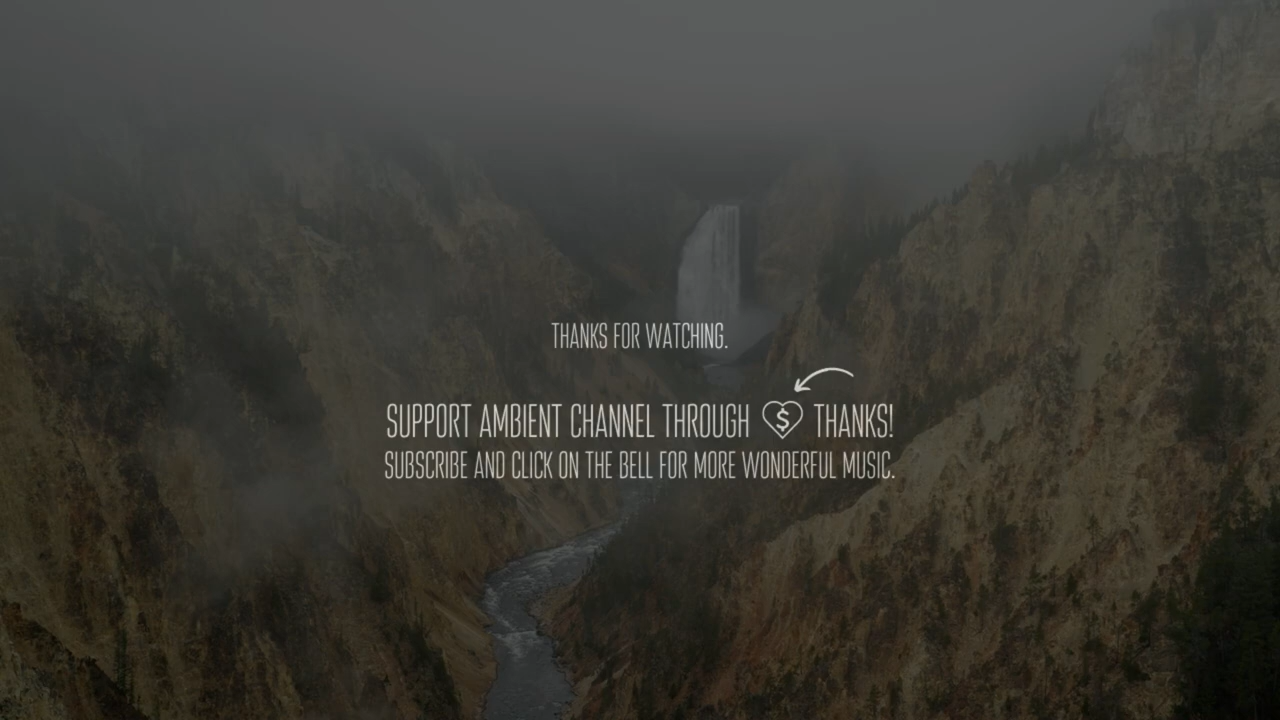 THANKS FOR WATCHING.
SUPPORT AMBIENT CHANNEL THROUGH $ THANKS!
SUBSCRIBE AND CLICK ON THE BELL FOR MORE WONDERFUL MUSIC.